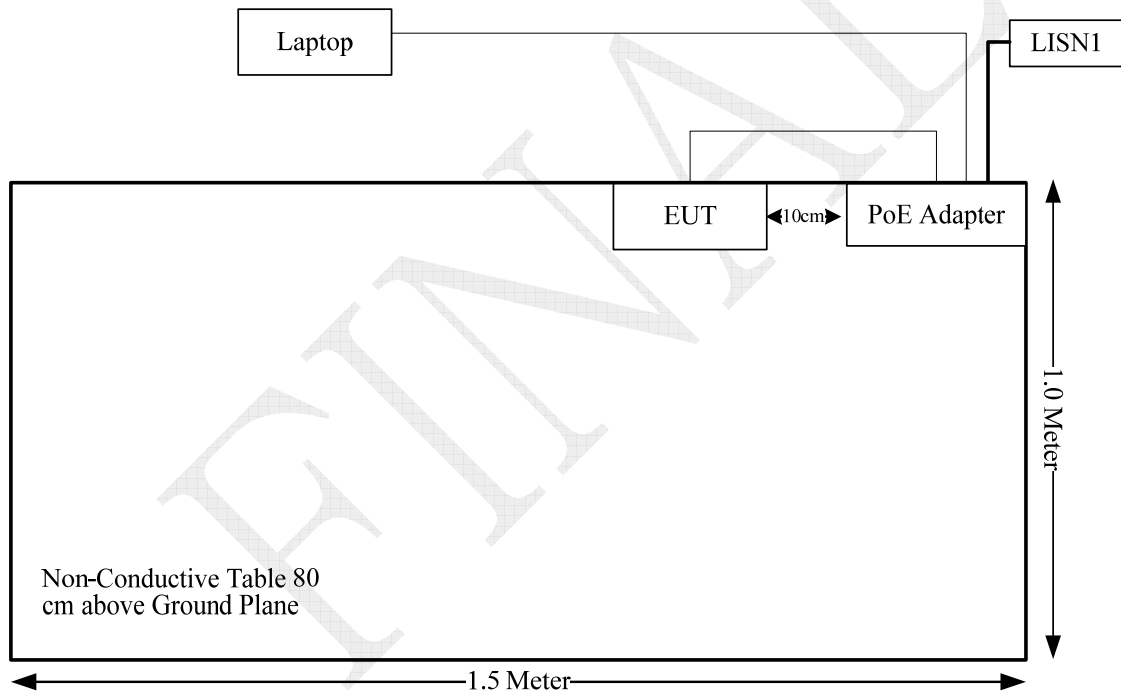 Laptop
LISN1
EUT
10cm
PoE Adapter
1.0 Meter
Non-Conductive Table 80
cm above Ground Plane
1.5 Meter
FINAL